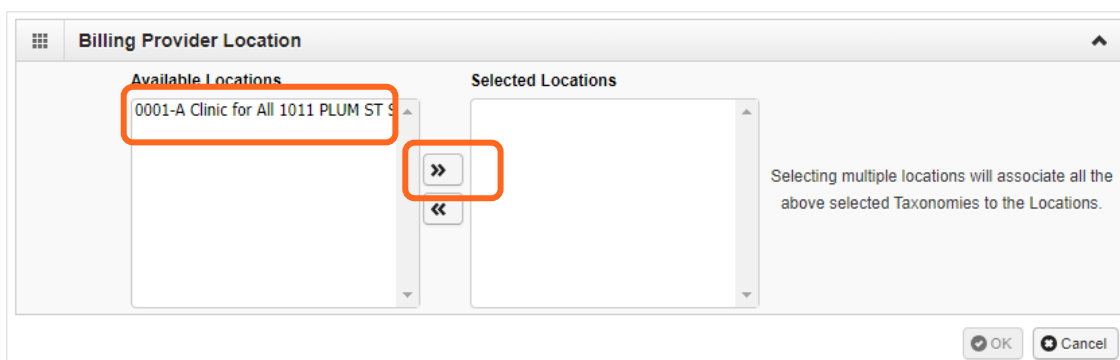 Billing Provider Location
Available Locations
Selected Locations
0001-A Clinic for All 1011 PLUM ST S
Selecting multiple locations will associate all the
above selected Taxonomies to the Locations.
OK
Cancel